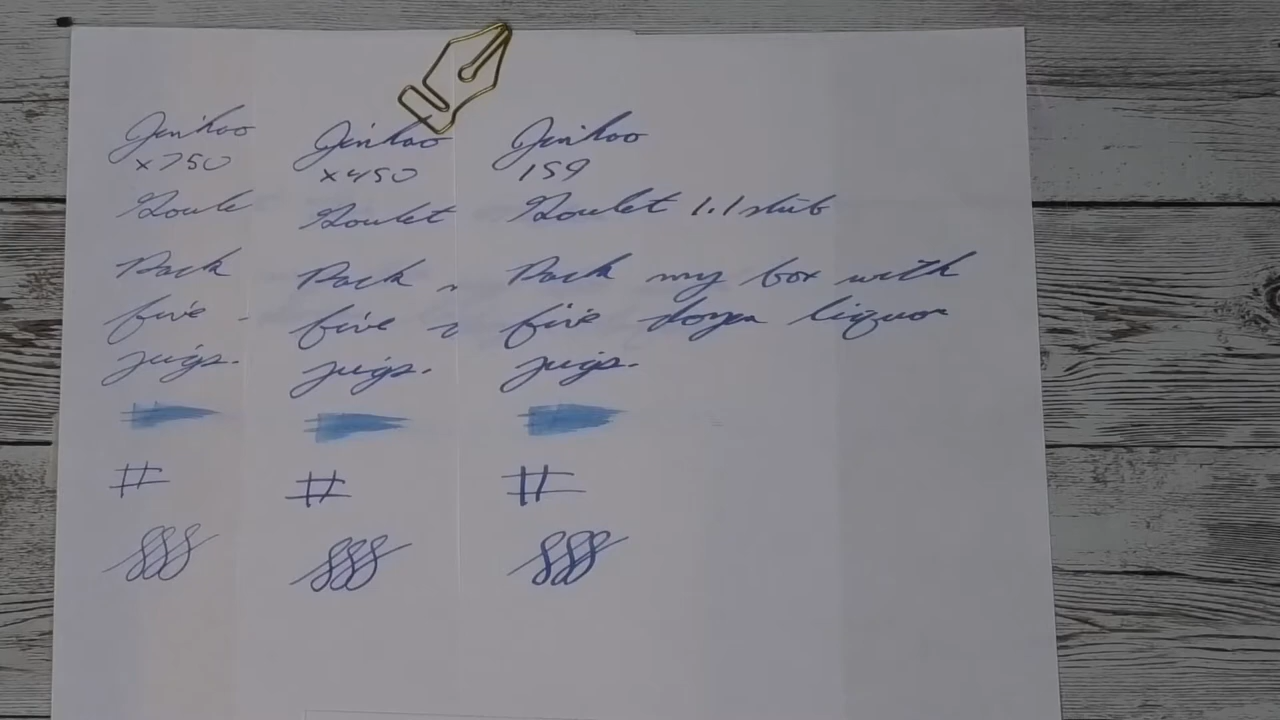 Jinhao
x750
Goule
Pack
five -
jugs.
Jinhao
x450
Goulet
Pack
five
jugs.
Jinhao
159
Goulet 1.1 stub
Pack my box with
five dozen liquor
jugs.